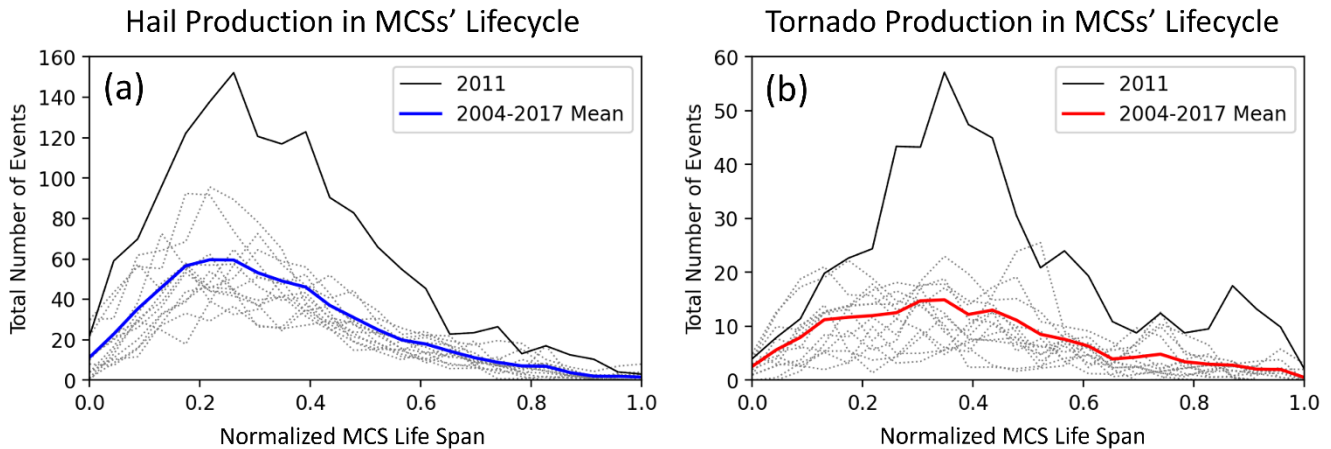 Hail Production in MCSs' Lifecycle
(a)
2011
2004-2017 Mean
Total Number of Events
160
140
120
100
80
60
40
20
0
0.0 0.2 0.4 0.6 0.8 1.0
Normalized MCS Life Span
Tornado Production in MCSs' Lifecycle
(b)
2011
2004-2017 Mean
Total Number of Events
60
50
40
30
20
10
0
0.0 0.2 0.4 0.6 0.8 1.0
Normalized MCS Life Span